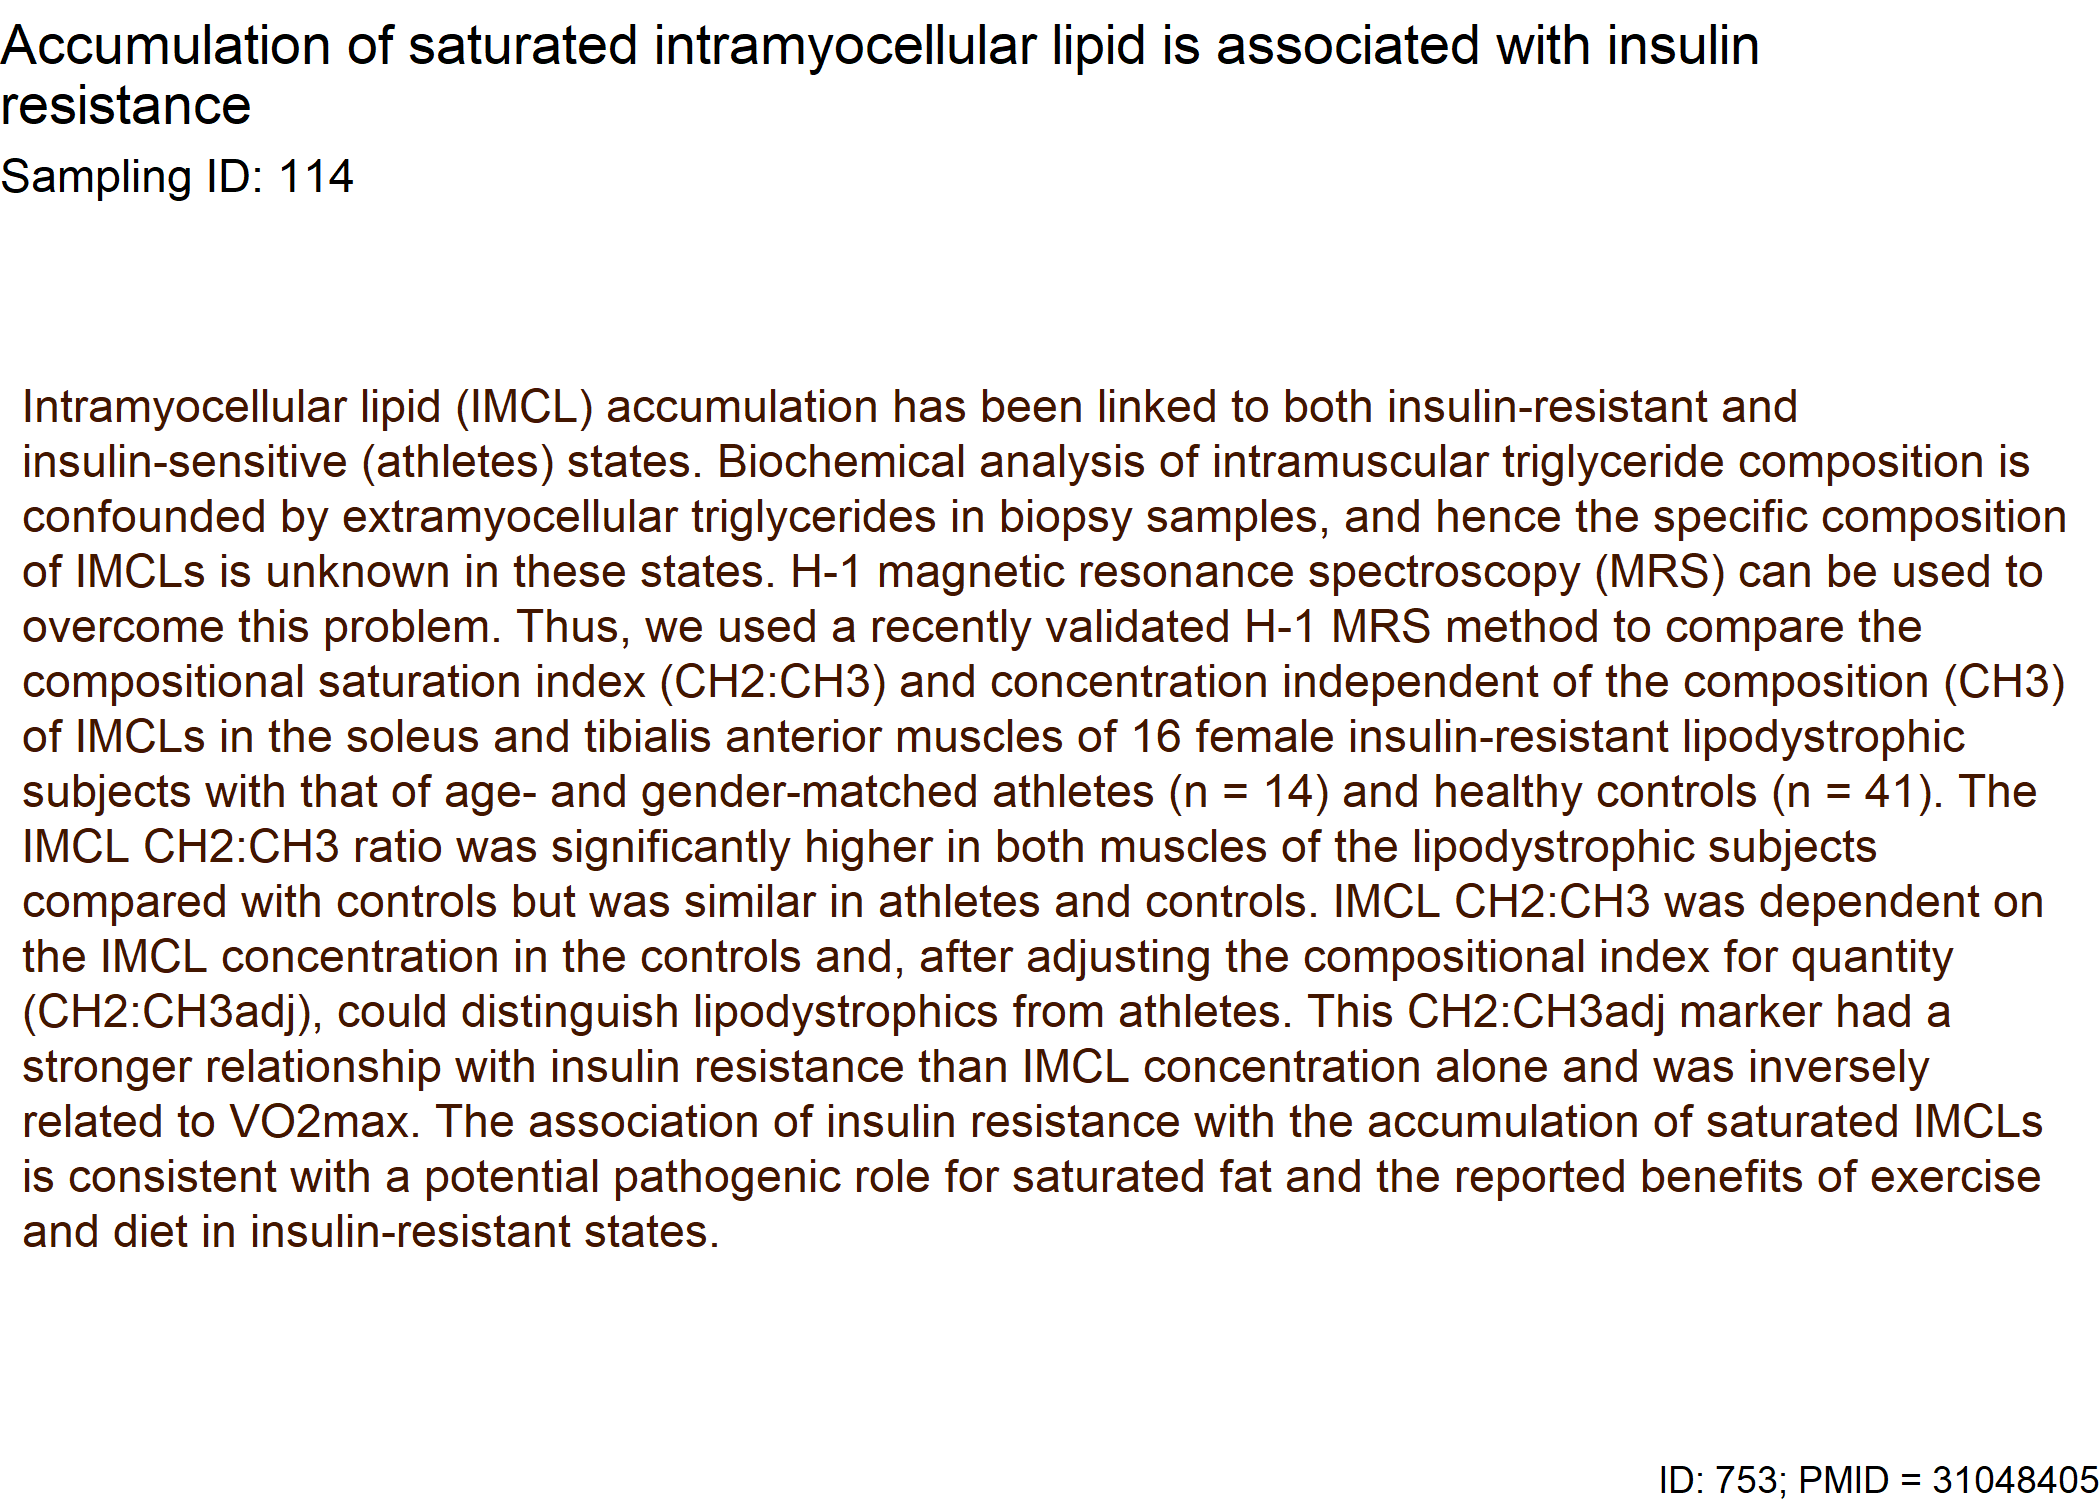 Accumulation of saturated intramyocellular lipid is associated with insulin
resistance
Sampling ID: 114
Intramyocellular lipid (IMCL) accumulation has been linked to both insulin-resistant and
insulin-sensitive (athletes) states. Biochemical analysis of intramuscular triglyceride composition is
confounded by extramyocellular triglycerides in biopsy samples, and hence the specific composition
of IMCLs is unknown in these states. H-1 magnetic resonance spectroscopy (MRS) can be used to
overcome this problem. Thus, we used a recently validated H-1 MRS method to compare the
compositional saturation index (CH2:CH3) and concentration independent of the composition (CH3)
of IMCLs in the soleus and tibialis anterior muscles of 16 female insulin-resistant lipodystrophic
subjects with that of age- and gender-matched athletes (n = 14) and healthy controls (n = 41). The
IMCL CH2:CH3 ratio was significantly higher in both muscles of the lipodystrophic subjects
compared with controls but was similar in athletes and controls. IMCL CH2:CH3 was dependent on
the IMCL concentration in the controls and, after adjusting the compositional index for quantity
(CH2:CH3adj), could distinguish lipodystrophics from athletes. This CH2:CH3adj marker had a
stronger relationship with insulin resistance than IMCL concentration alone and was inversely
related to VO2max. The association of insulin resistance with the accumulation of saturated IMCLs
is consistent with a potential pathogenic role for saturated fat and the reported benefits of exercise
and diet in insulin-resistant states.
ID: 753; PMID = 31048405